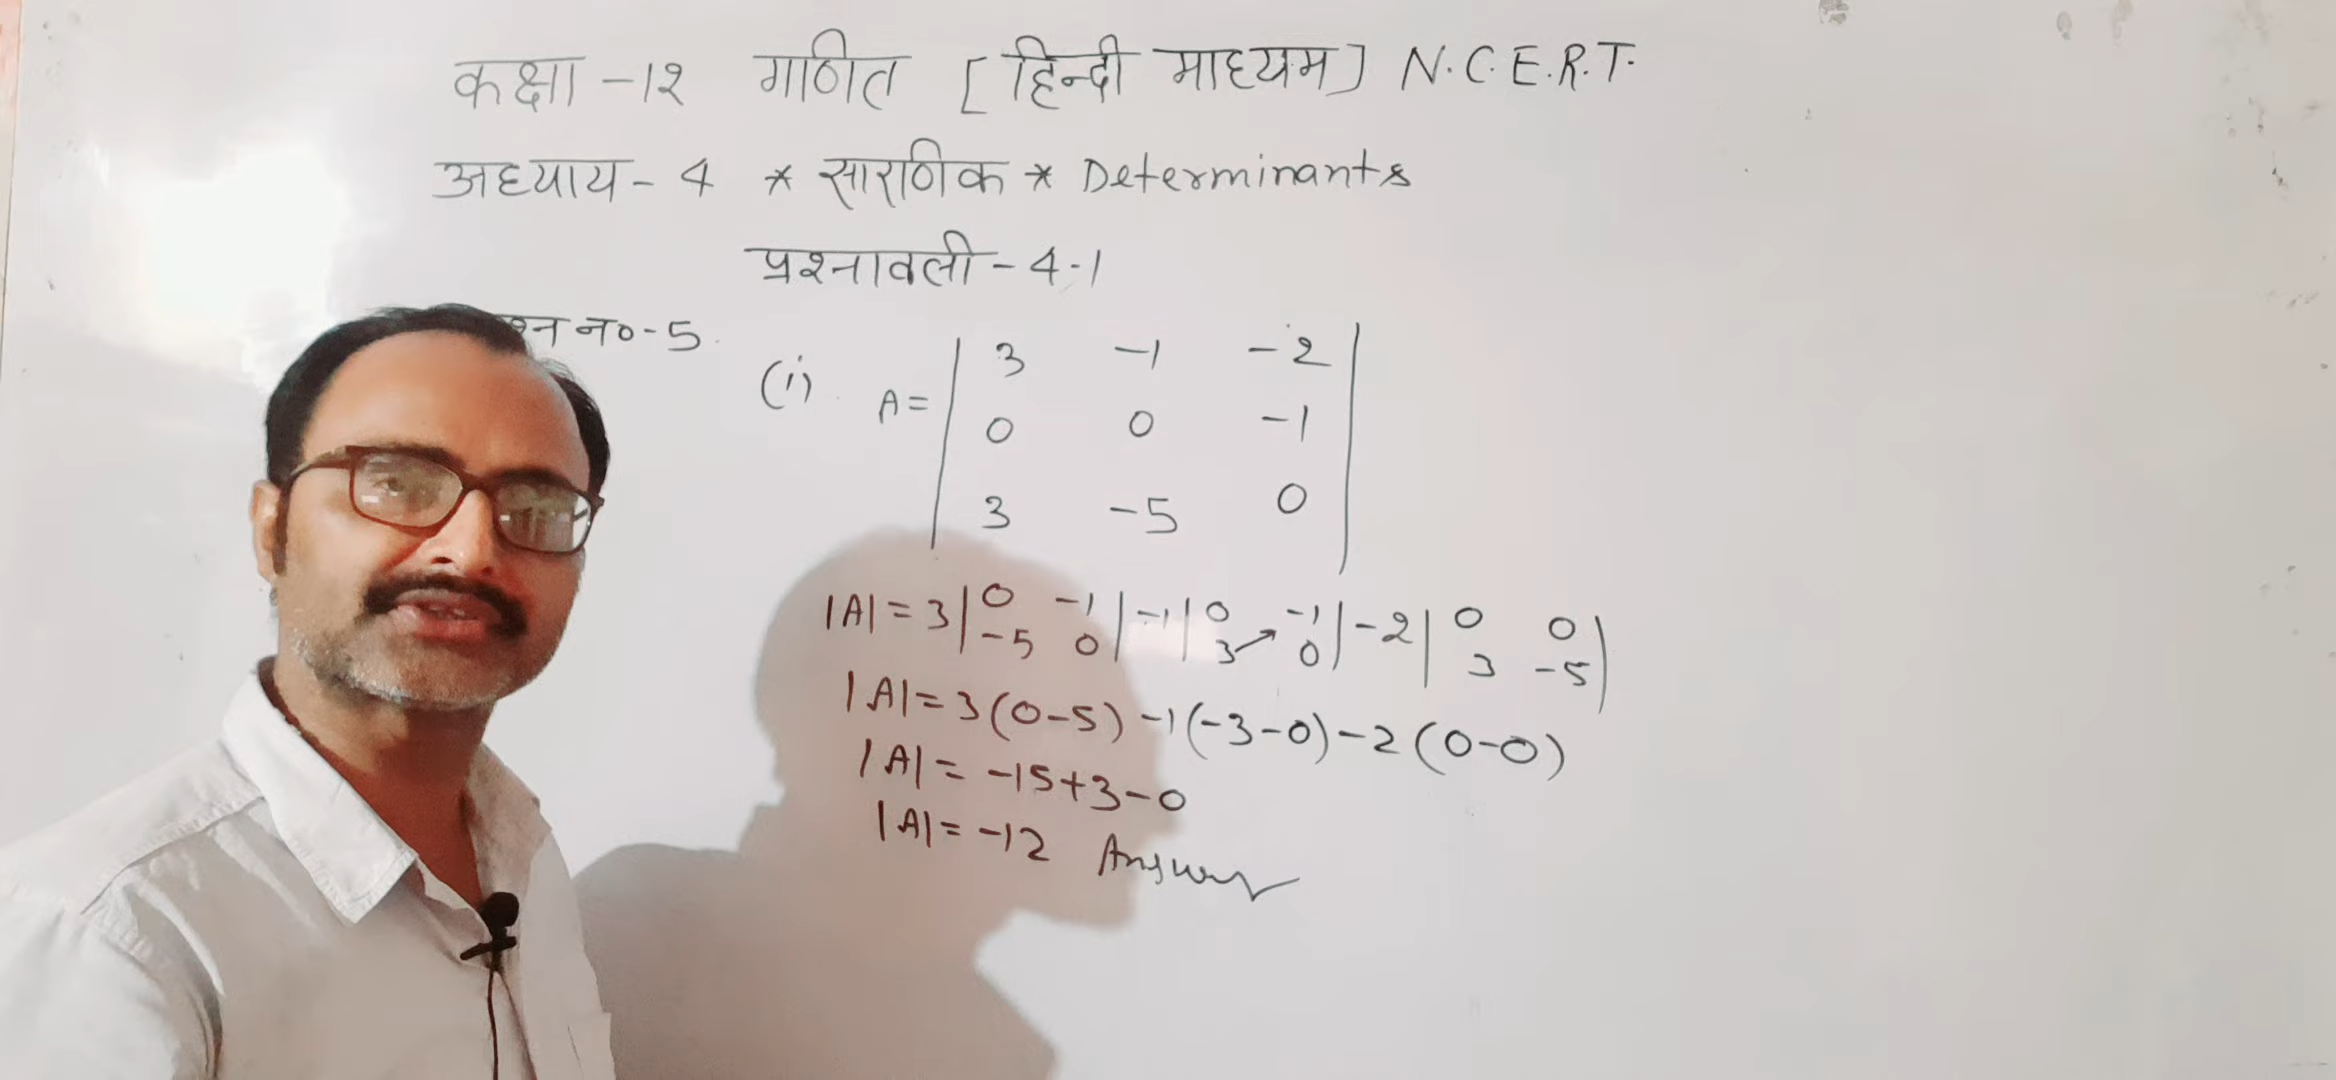 कक्षा -१२ गणित [हिन्दी माध्यम] N.C.E.R.T.
अध्याय - 4 * सारणिक * Determinants
प्रश्नावली - 4.1
न० - 5
(i) A = | 3 -1 -2 |
0 0 -1
3 -5 0
|A| = 3 | 0 -1 | -1 | 0 -1 | -2 | 0 0 |
-5 0 3 0 3 -5
|A| = 3(0-5) -1(-3-0) -2(0-0)
|A| = -15+3-0
|A| = -12 Answer